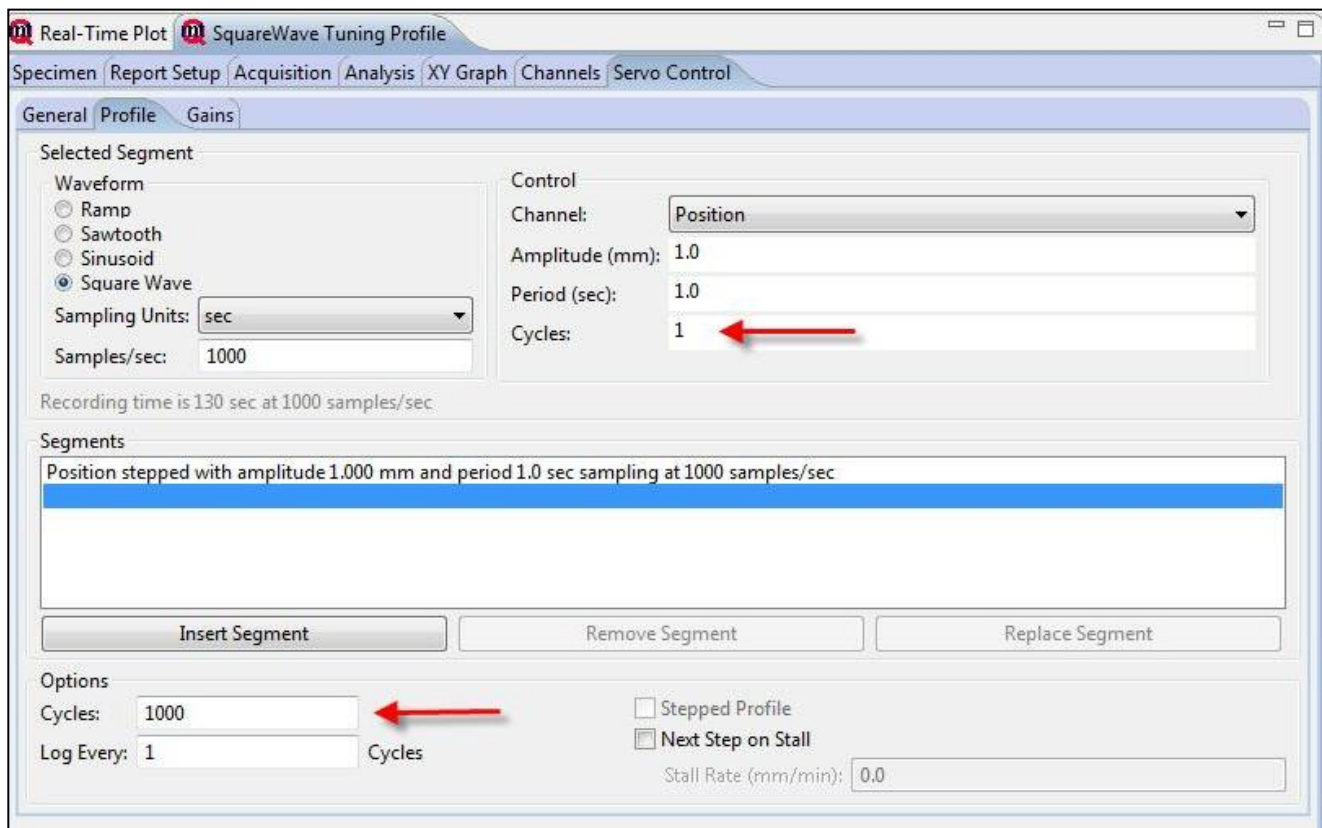 Real-Time Plot SquareWave Tuning Profile
Specimen Report Setup Acquisition Analysis XY Graph Channels Servo Control
General Profile Gains
Selected Segment
Waveform
Ramp
Sawtooth
Sinusoid
Square Wave
Sampling Units: sec
Samples/sec: 1000
Control
Channel: Position
Amplitude (mm): 1.0
Period (sec): 1.0
Cycles: 1
Recording time is 130 sec at 1000 samples/sec
Segments
Position stepped with amplitude 1.000 mm and period 1.0 sec sampling at 1000 samples/sec
Insert Segment Remove Segment Replace Segment
Options
Cycles: 1000
Log Every: 1 Cycles
Stepped Profile
Next Step on Stall
Stall Rate (mm/min): 0.0